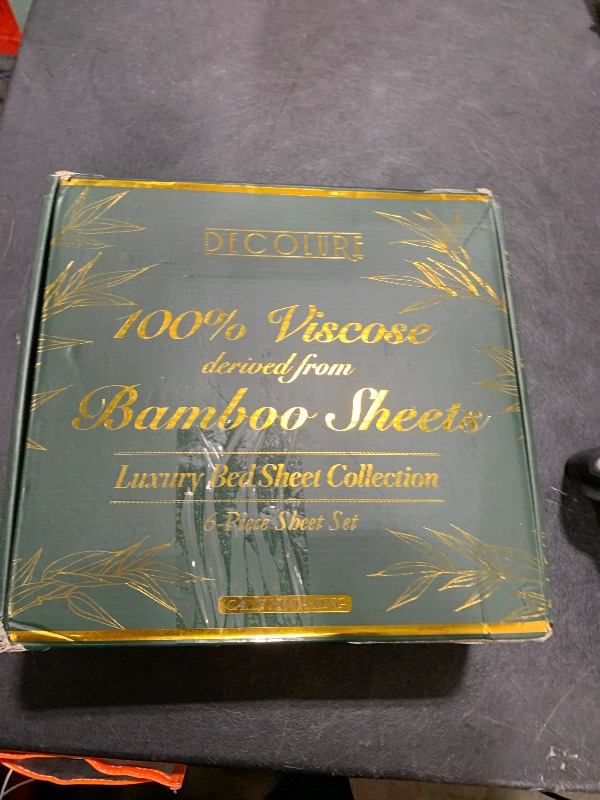 DECOLURE
100% Viscose
derived from
Bamboo Sheets
Luxury Bed Sheet Collection
6-Piece Sheet Set